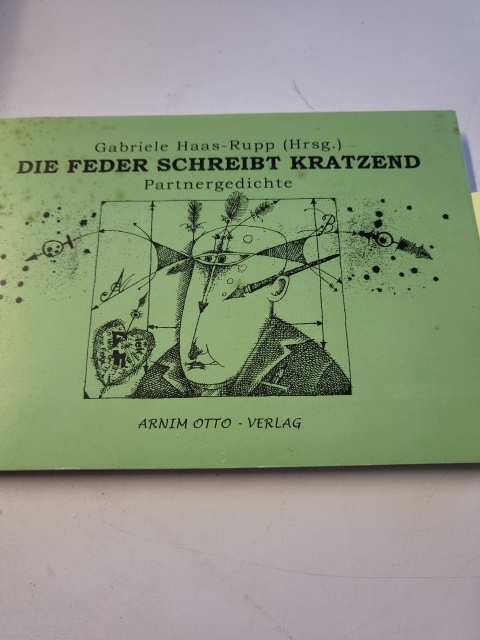 Gabriele Haas-Rupp (Hrsg.)
DIE FEDER SCHREIBT KRATZEND
Partnergedichte
A
B
ARNIM OTTO - VERLAG